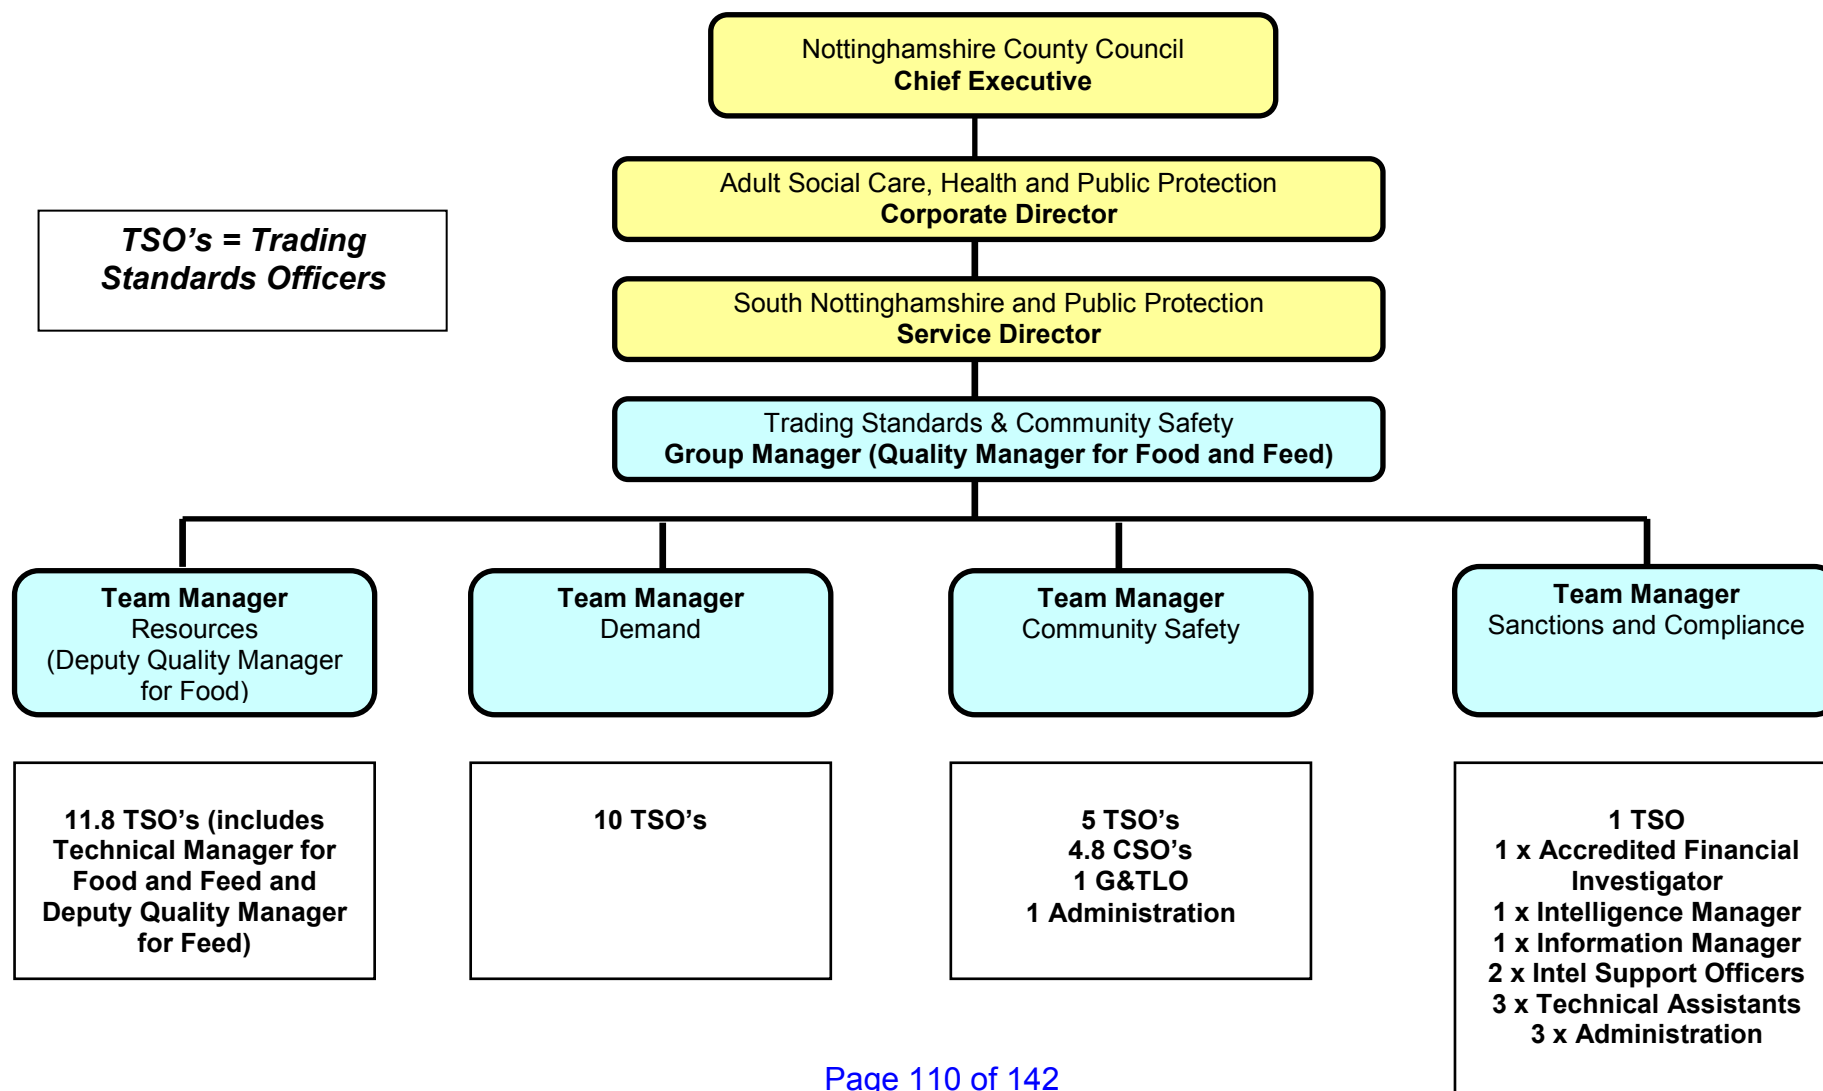 Nottinghamshire County Council
Chief Executive
Adult Social Care, Health and Public Protection
Corporate Director
TSO’s = Trading
Standards Officers
South Nottinghamshire and Public Protection
Service Director
Trading Standards & Community Safety
Group Manager (Quality Manager for Food and Feed)
Team Manager
Resources
(Deputy Quality Manager
for Food)
Team Manager
Demand
Team Manager
Community Safety
Team Manager
Sanctions and Compliance
11.8 TSO’s (includes
Technical Manager for
Food and Feed and
Deputy Quality Manager
for Feed)
10 TSO’s
5 TSO’s
4.8 CSO’s
1 G&TLO
1 Administration
1 TSO
1 x Accredited Financial
Investigator
1 x Intelligence Manager
1 x Information Manager
2 x Intel Support Officers
3 x Technical Assistants
3 x Administration
Page 110 of 142